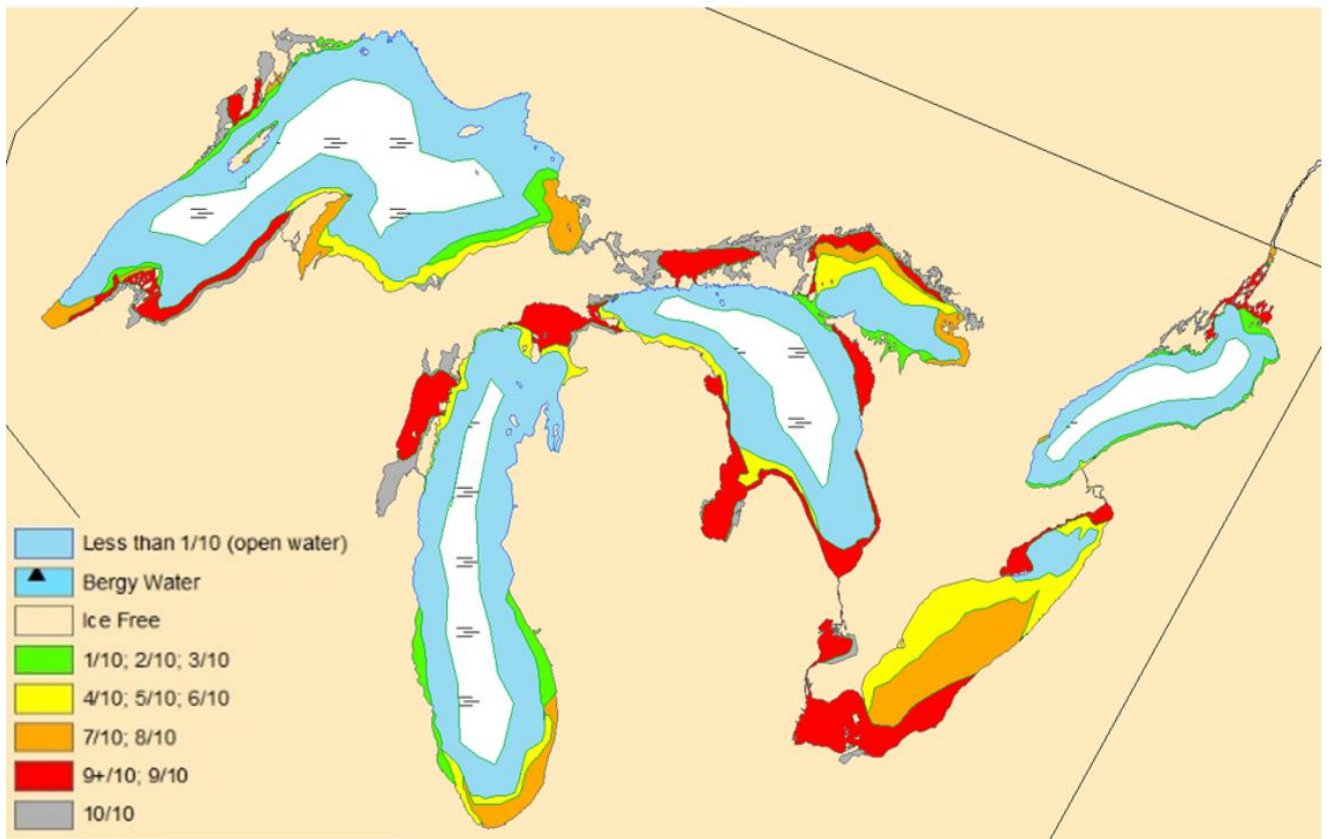 Less than 1/10 (open water)
Bergy Water
Ice Free
1/10; 2/10; 3/10
4/10; 5/10; 6/10
7/10; 8/10
9+/10; 9/10
10/10